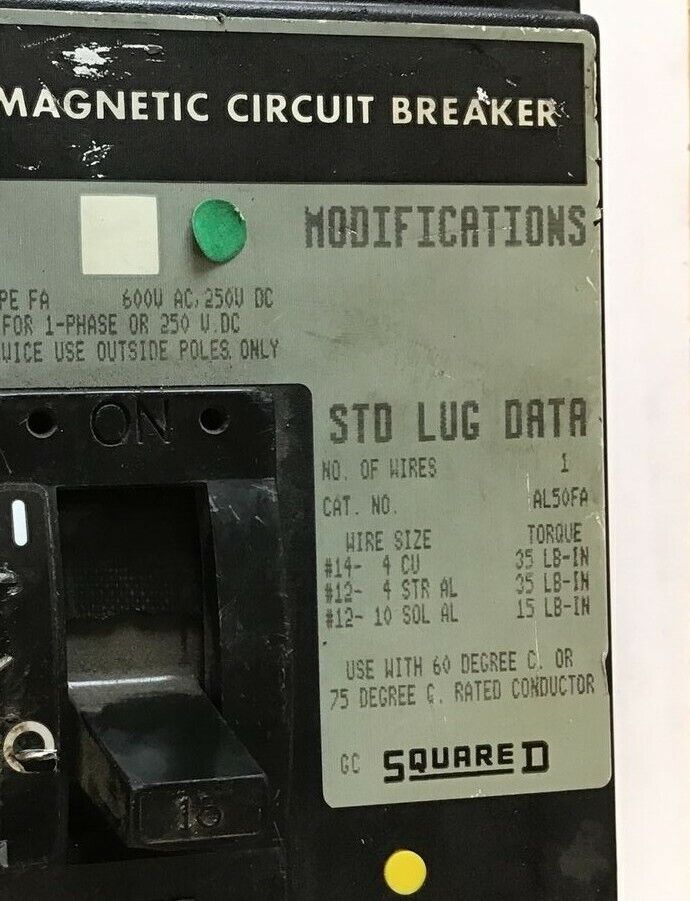 MAGNETIC CIRCUIT BREAKER
MODIFICATIONS
PE FA 600V AC, 250V DC
FOR 1-PHASE OR 250 V.DC
VICE USE OUTSIDE POLES ONLY
ON
STD LUG DATA
NO. OF WIRES 1
CAT. NO. AL50FA
WIRE SIZE TORQUE
#14- 4 CU 35 LB-IN
#12- 4 STR AL 35 LB-IN
#12- 10 SOL AL 15 LB-IN
USE WITH 60 DEGREE C. OR
75 DEGREE C. RATED CONDUCTOR
GC SQUARE D
15